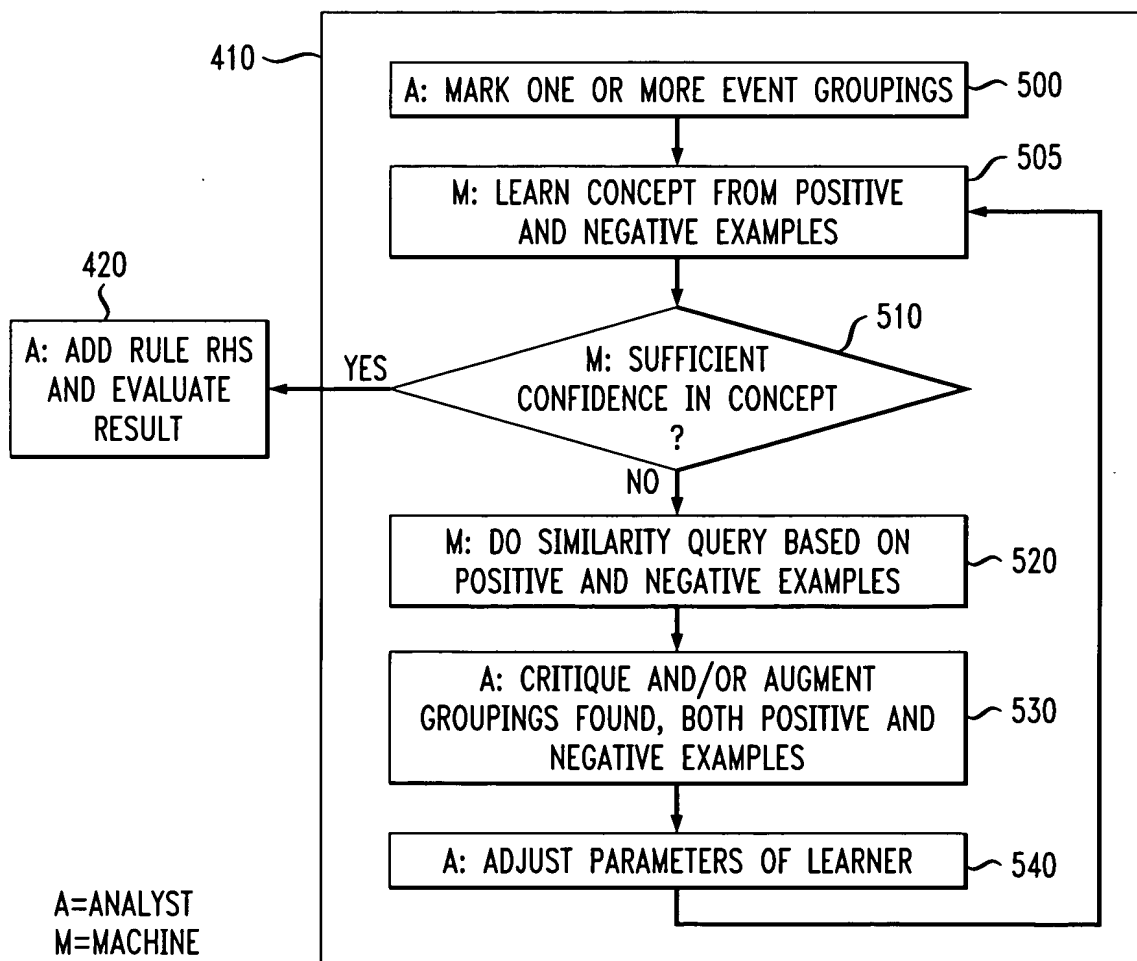 410
A: MARK ONE OR MORE EVENT GROUPINGS
500
505
M: LEARN CONCEPT FROM POSITIVE
AND NEGATIVE EXAMPLES
420
A: ADD RULE RHS
AND EVALUATE
RESULT
YES
510
M: SUFFICIENT
CONFIDENCE IN CONCEPT
?
NO
M: DO SIMILARITY QUERY BASED ON
POSITIVE AND NEGATIVE EXAMPLES
520
A: CRITIQUE AND/OR AUGMENT
GROUPINGS FOUND, BOTH POSITIVE AND
NEGATIVE EXAMPLES
530
A: ADJUST PARAMETERS OF LEARNER
540
A=ANALYST
M=MACHINE